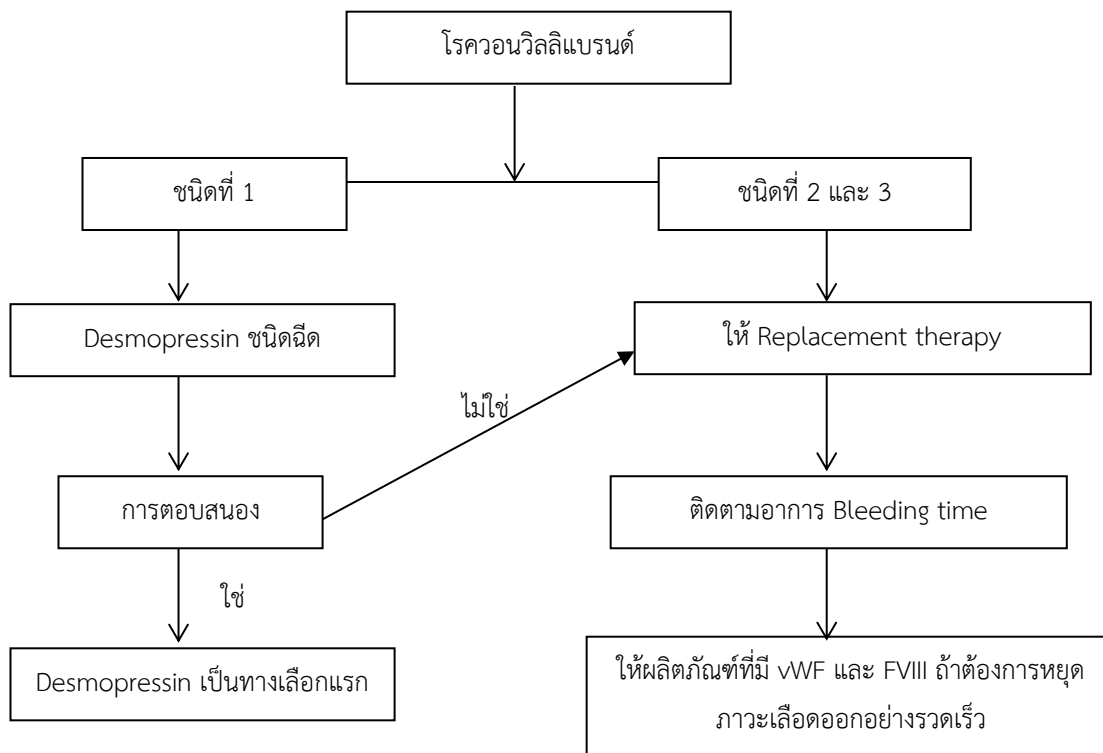 โรควอนวิลลิแบรนด์
ชนิดที่ 1
ชนิดที่ 2 และ 3
Desmopressin ชนิดฉีด
ให้ Replacement therapy
ไม่ใช่
การตอบสนอง
ติดตามอาการ Bleeding time
ใช่
Desmopressin เป็นทางเลือกแรก
ให้ผลิตภัณฑ์ที่มี vWF และ FVIII ถ้าต้องการหยุด
ภาวะเลือดออกอย่างรวดเร็ว